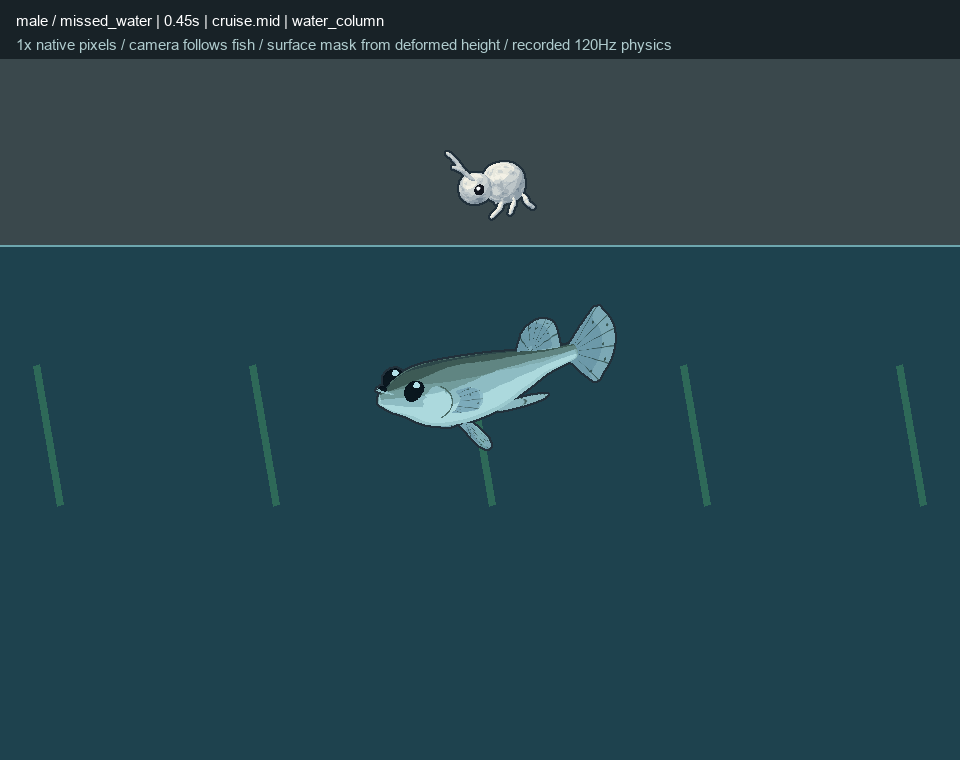 male / missed_water | 0.45s | cruise.mid | water_column
1x native pixels / camera follows fish / surface mask from deformed height / recorded 120Hz physics